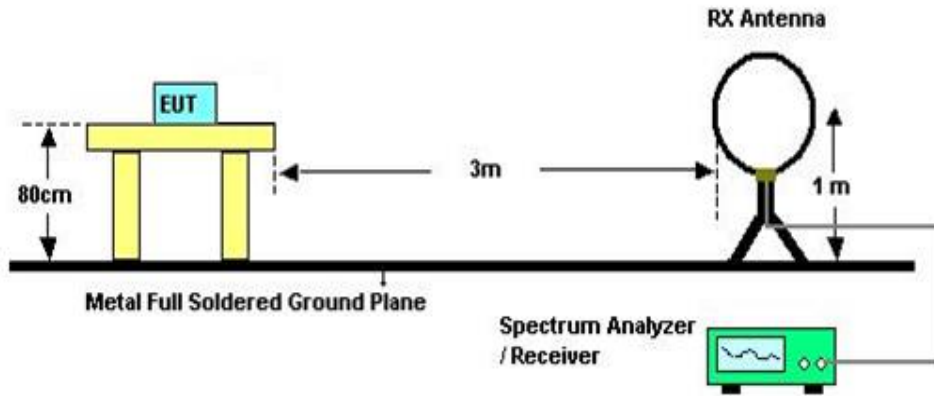 RX Antenna
EUT
80cm
3m
1 m
Metal Full Soldered Ground Plane
Spectrum Analyzer
/ Receiver